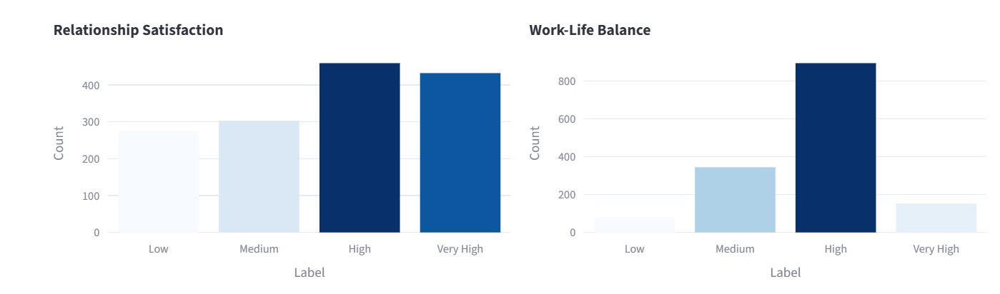 Relationship Satisfaction
Count
400
300
200
100
0
Low Medium High Very High
Label
Work-Life Balance
Count
800
600
400
200
0
Low Medium High Very High
Label